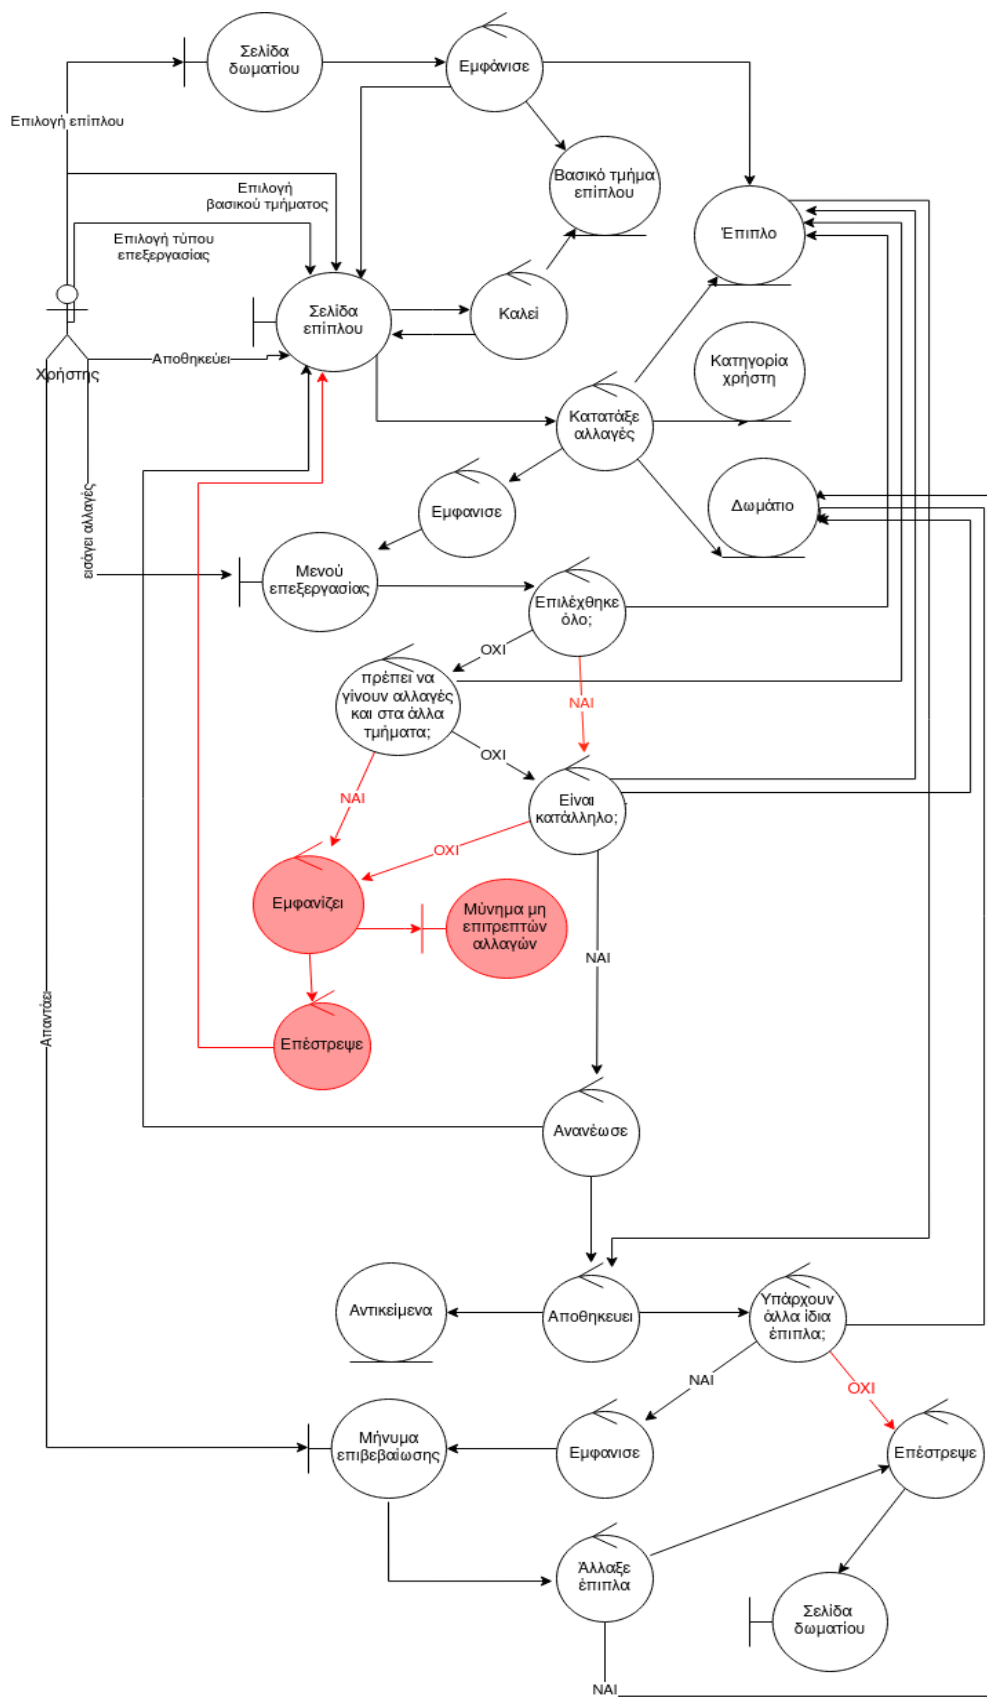 Σελίδα
δωματίου
Εμφάνισε
Επιλογή επίπλου
Βασικό τμήμα
επίπλου
Επιλογή
βασικού τμήματος
Έπιπλο
Επιλογή τύπου
επεξεργασίας
Σελίδα
επίπλου
Καλεί
Χρήστης
Αποθηκεύει
Κατηγορία
χρήστη
Κατατάξε
αλλαγές
εισάγει αλλαγές
Εμφανισε
Δωμάτιο
Μενού
επεξεργασίας
Επιλέχθηκε
όλο;
ΟΧΙ
πρέπει να
γίνουν αλλαγές
και στα άλλα
τμήματα;
ΝΑΙ
ΟΧΙ
ΝΑΙ
Είναι
κατάλληλο;
ΟΧΙ
Εμφανίζει
Μύνημα μη
επιτρεπτών
αλλαγών
ΝΑΙ
Απαντάει
Επέστρεψε
Ανανέωσε
Αντικείμενα
Αποθηκευει
Υπάρχουν
άλλα ίδια
έπιπλα;
ΝΑΙ
ΟΧΙ
Μήνυμα
επιβεβαίωσης
Εμφανισε
Επέστρεψε
Άλλαξε
έπιπλα
Σελίδα
δωματίου
ΝΑΙ